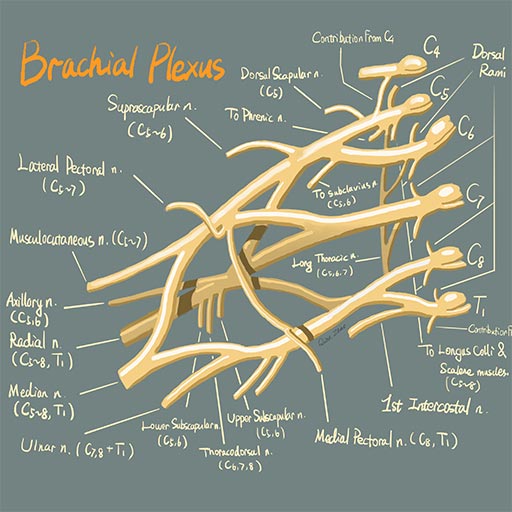 Brachial Plexus
Contribution From C4
C4
Dorsal
Rami
Dorsal Scapular n.
(C5)
C5
Suprascapular n.
(C5~6)
To Phrenic n.
C6
Lateral Pectoral n.
(C5~7)
To subclavius n.
(C5,6)
C7
Musculocutaneous n. (C5~7)
Long Thoracic n.
(C5,6,7)
C8
Axillary n.
(C5,6)
T1
Radial n.
(C5~8, T1)
Contribution F
To Longus Colli &
Scalene muscles.
(C5~8)
Median n.
(C5~8, T1)
1st Intercostal n.
Lower Subscapular n.
(C5,6)
Upper Subscapular n.
(C5,6)
Medial Pectoral n. (C8, T1)
Ulnar n. (C7,8 + T1)
Thoracodorsal n.
(C6,7,8)